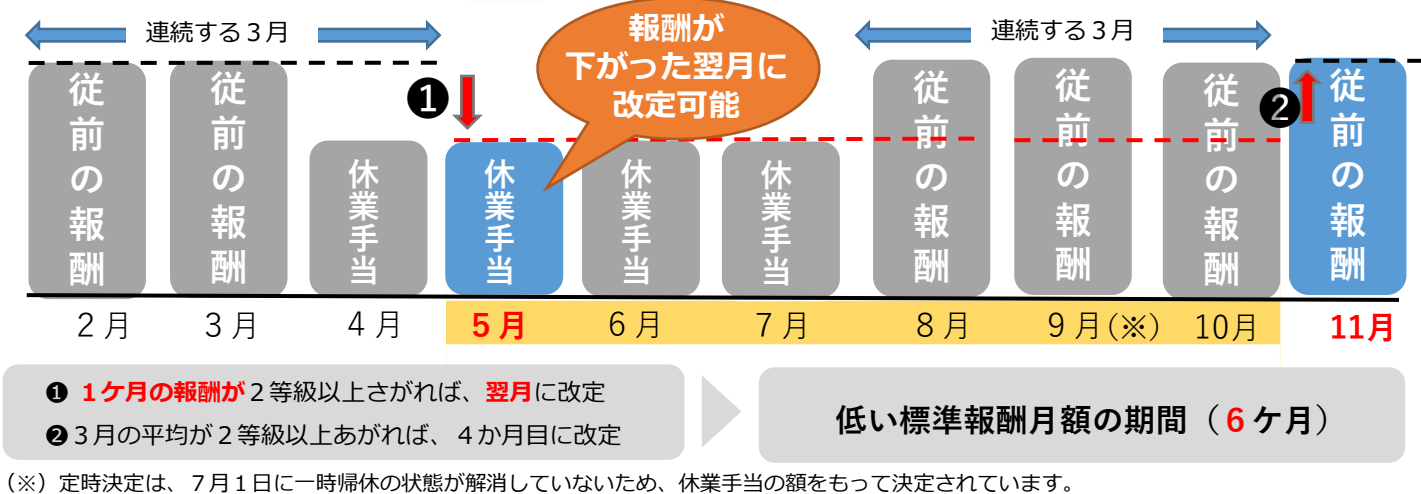 連続する３月
連続する３月
報酬が
下がった翌月に
改定可能
❶
❷
従前の報酬
従前の報酬
休業手当
休業手当
休業手当
休業手当
従前の報酬
従前の報酬
従前の報酬
従前の報酬
２月
３月
４月
５月
６月
７月
８月
９月(※)
10月
11月
❶ １ケ月の報酬が２等級以上さがれば、翌月に改定
❷３月の平均が２等級以上あがれば、４か月目に改定
低い標準報酬月額の期間（６ケ月）
（※）定時決定は、７月１日に一時帰休の状態が解消していないため、休業手当の額をもって決定されています。